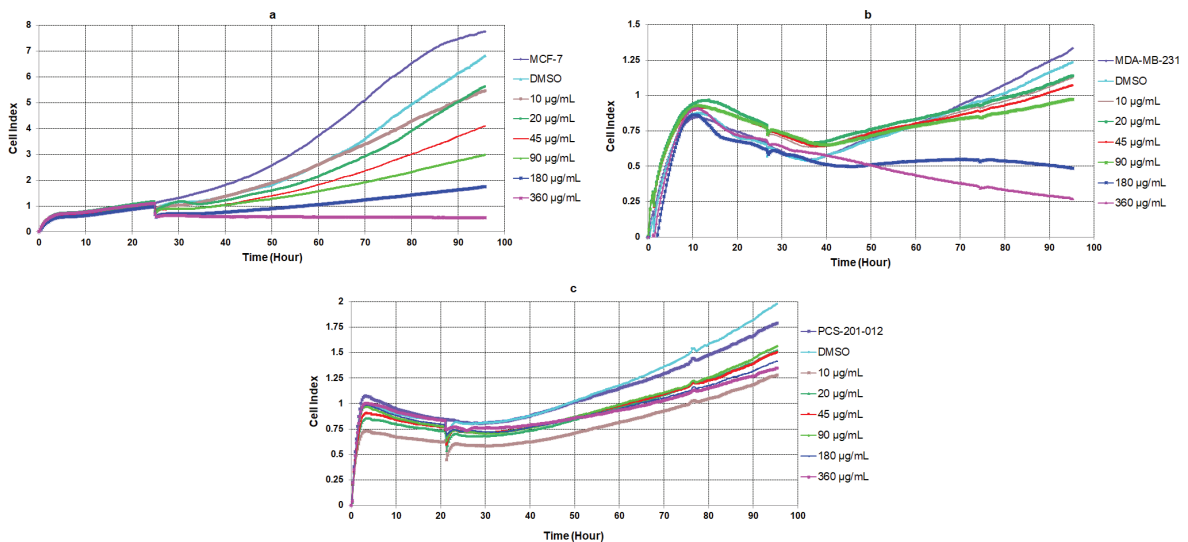 a
8
7
6
5
4
3
2
1
0
Cell Index
0 10 20 30 40 50 60 70 80 90 100
Time (Hour)
MCF-7
DMSO
10 µg/mL
20 µg/mL
45 µg/mL
90 µg/mL
180 µg/mL
360 µg/mL
b
1.5
1.25
1
0.75
0.5
0.25
0
Cell Index
0 10 20 30 40 50 60 70 80 90 100
Time (Hour)
MDA-MB-231
DMSO
10 µg/mL
20 µg/mL
45 µg/mL
90 µg/mL
180 µg/mL
360 µg/mL
c
2
1.75
1.5
1.25
1
0.75
0.5
0.25
0
Cell Index
0 10 20 30 40 50 60 70 80 90 100
Time (Hour)
PCS-201-012
DMSO
10 µg/mL
20 µg/mL
45 µg/mL
90 µg/mL
180 µg/mL
360 µg/mL